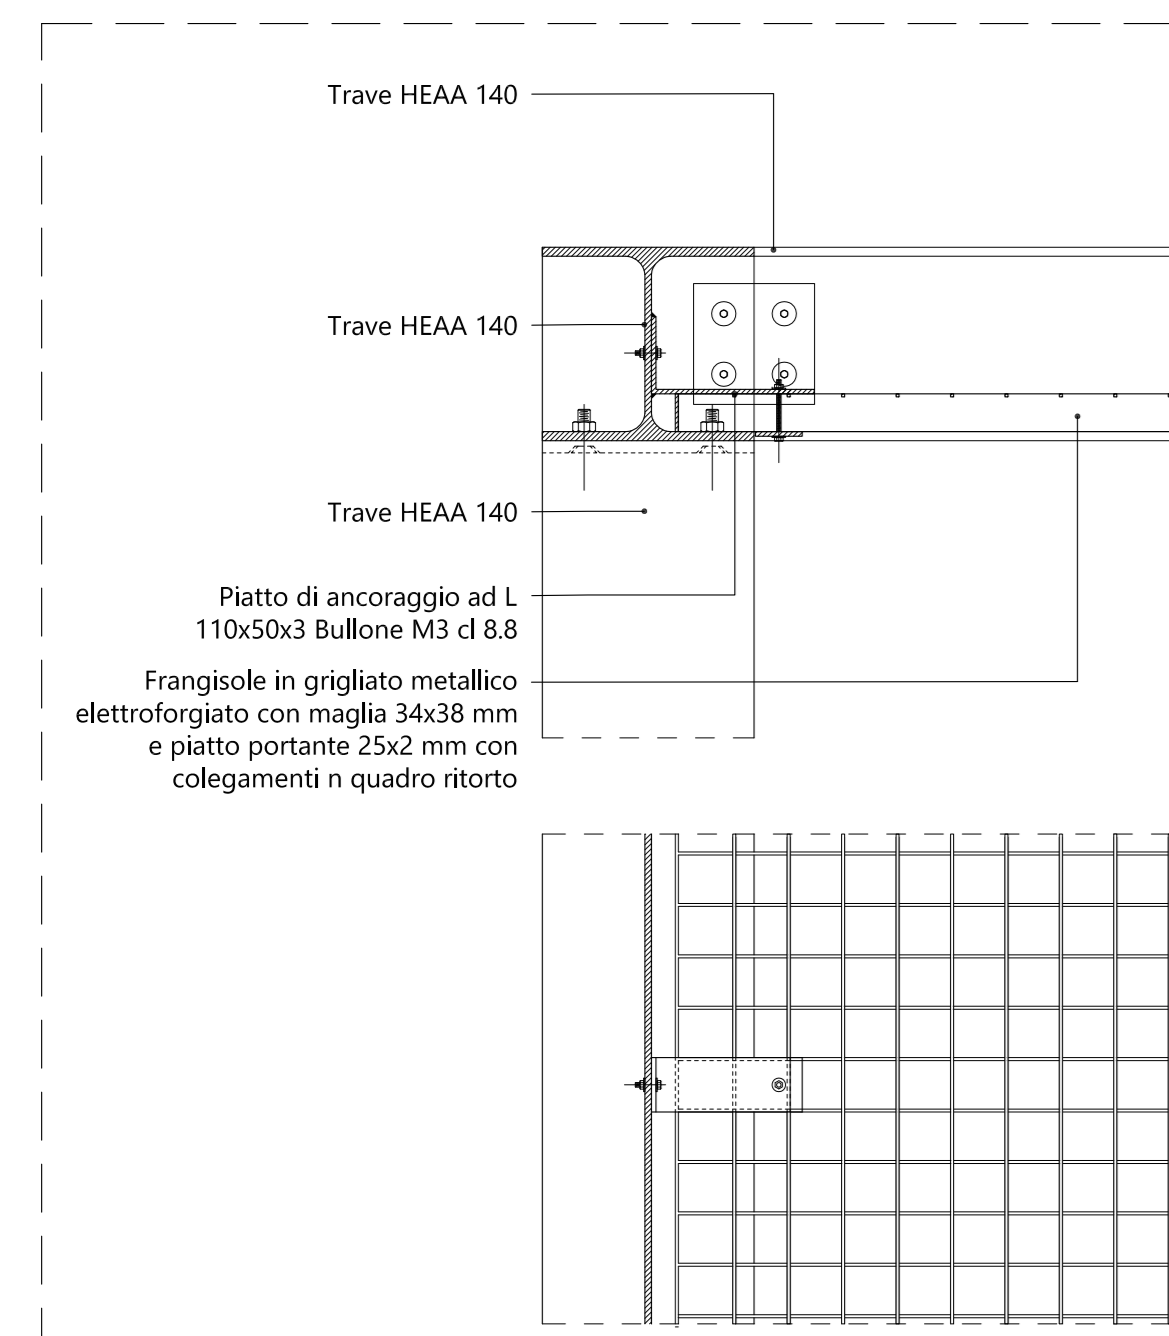 Trave HEAA 140
Trave HEAA 140
Trave HEAA 140
Piatto di ancoraggio ad L
110x50x3 Bullone M3 cl 8.8
Frangisole in grigliato metallico
elettroforgiato con maglia 34x38 mm
e piatto portante 25x2 mm con
colegamenti n quadro ritorto